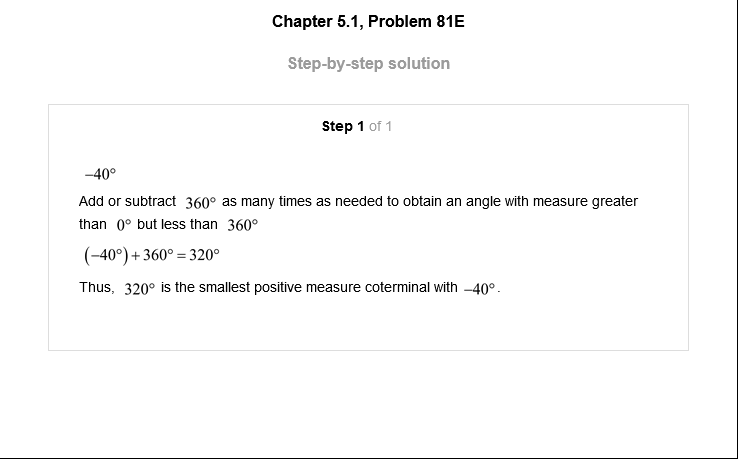 Chapter 5.1, Problem 81E
Step-by-step solution
Step 1 of 1
−40°
Add or subtract 360° as many times as needed to obtain an angle with measure greater
than 0° but less than 360°
(−40°)+360°=320°
Thus, 320° is the smallest positive measure coterminal with −40°.